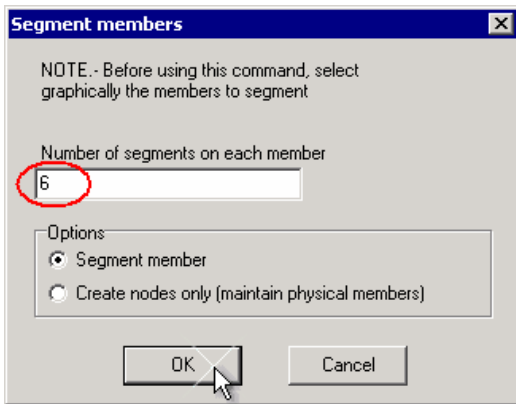 Segment members
NOTE.- Before using this command, select
graphically the members to segment
Number of segments on each member
6
Options
Segment member
Create nodes only (maintain physical members)
OK
Cancel